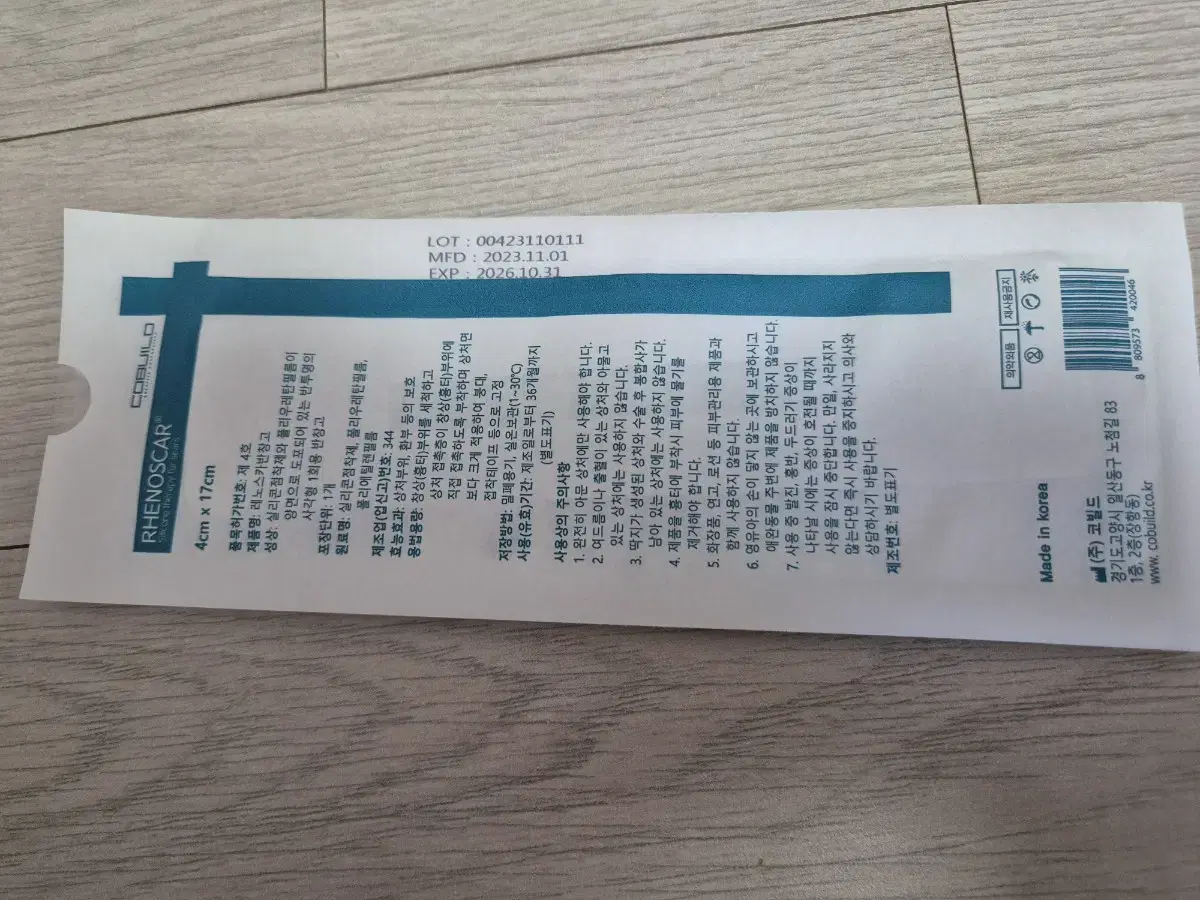 LOT : 00423110111
MFD : 2023.11.01
EXP : 2026.10.31
COBUILD
RHENOSCAR®
Silicone therapy for scars
4cm x 17cm
품목허가번호: 제 4호
제품명: 레노스카반창고
성상: 실리콘점착제와 폴리우레탄필름이
양면으로 도포되어 있는 반투명의
사각형 1회용 반창고
포장단위: 1개
원료명: 실리콘점착제, 폴리우레탄필름,
폴리에틸렌필름
제조업(업신고)번호: 344
효능효과: 상처부위, 환부 등의 보호
용법용량: 창상(흉터)부위를 세척하고
상처 접촉층이 창상(흉터)부위에
직접 접촉하도록 부착하며 상처면
보다 크게 적용하여 붕대,
접착테이프 등으로 고정
저장방법: 밀폐용기, 실온보관(1~30℃)
사용(유효)기간: 제조일로부터 36개월까지
(별도표기)
사용상의 주의사항
1. 완전히 아문 상처에만 사용해야 합니다.
2. 여드름이나 출혈이 있는 상처와 아물고
있는 상처에는 사용하지 않습니다.
3. 딱지가 생성된 상처와 수술 후 봉합사가
남아 있는 상처에는 사용하지 않습니다.
4. 제품을 흉터에 부착시 피부에 물기를
제거해야 합니다.
5. 화장품, 연고, 로션 등 피부관리용 제품과
함께 사용하지 않습니다.
6. 영유아의 손이 닿지 않는 곳에 보관하시고
애완동물 주변에 제품을 방치하지 않습니다.
7. 사용 중 발진, 홍반, 두드러기 증상이
나타날 시에는 증상이 호전될 때까지
사용을 잠시 중단합니다. 만일, 사라지지
않는다면 즉시 사용을 중지하시고 의사와
상담하시기 바랍니다.
제조번호: 별도표기
의약외품
재사용금지
Made in korea
(주) 코빌드
경기도고양시 일산동구 노첨길 83
1층, 2층(장항동)
www. cobuild.co.kr
8 809573 420046